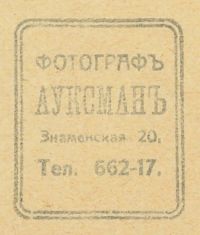 ФОТОГРАФЪ
АУКСМАНЪ
Знаменская 20.
Тел. 662-17.